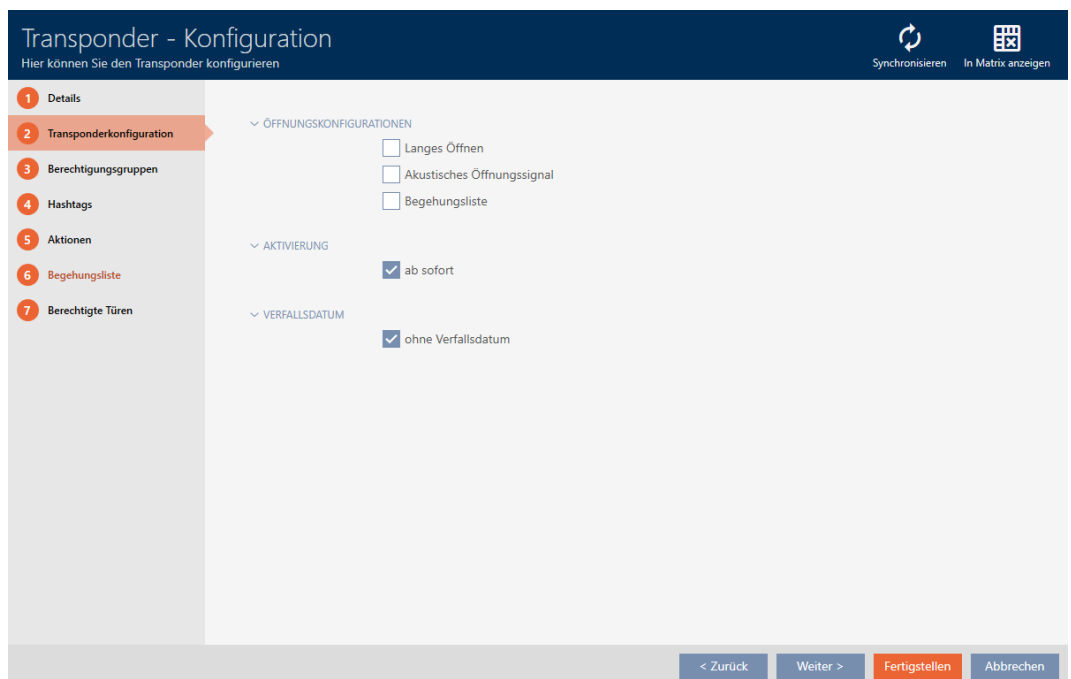 Transponder - Konfiguration
Hier können Sie den Transponder konfigurieren
Synchronisieren
In Matrix anzeigen
1 Details
2 Transponderkonfiguration
3 Berechtigungsgruppen
4 Hashtags
5 Aktionen
6 Begehungsliste
7 Berechtigte Türen
ÖFFNUNGSKONFIGURATIONEN
Langes Öffnen
Akustisches Öffnungssignal
Begehungsliste
AKTIVIERUNG
ab sofort
VERFALLSDATUM
ohne Verfallsdatum
< Zurück
Weiter >
Fertigstellen
Abbrechen